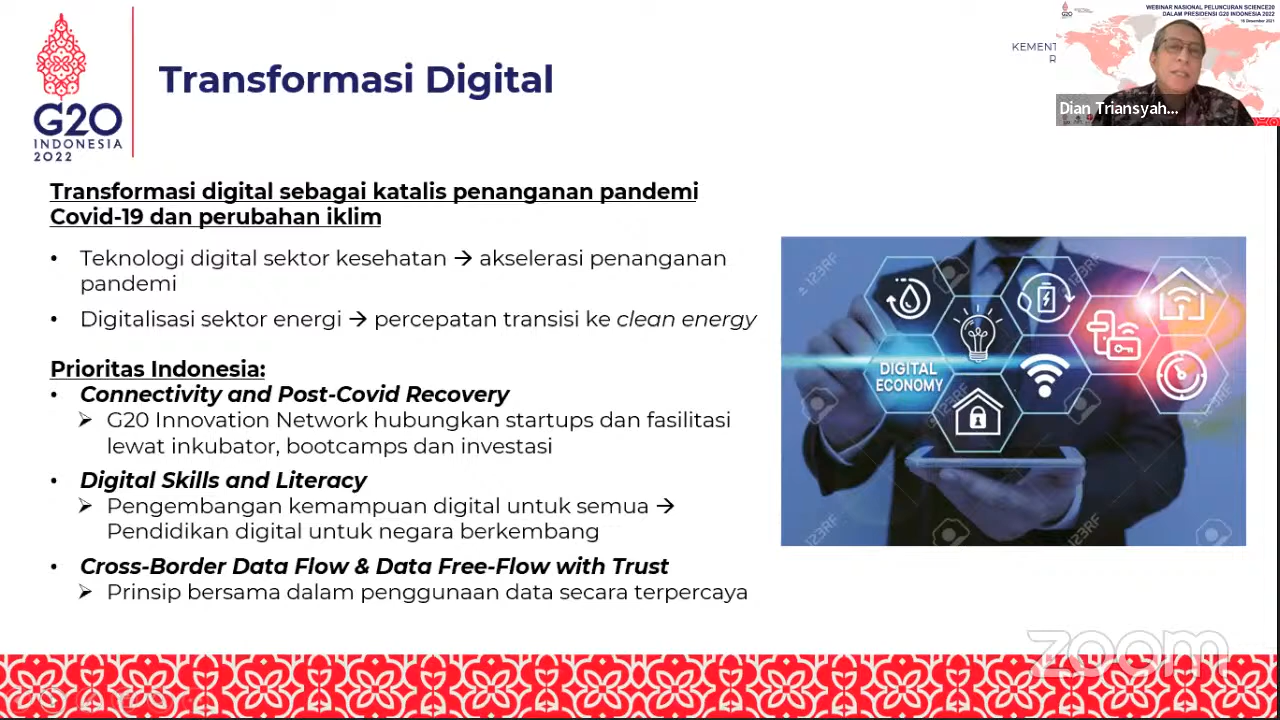 G20
INDONESIA
2022
Transformasi Digital
KEMENT
R
WEBINAR NASIONAL PELUNCURAN SCIENCE20
DALAM PRESIDENSI G20 INDONESIA 2022
Dian Triansyah...
Transformasi digital sebagai katalis penanganan pandemi
Covid-19 dan perubahan iklim
• Teknologi digital sektor kesehatan → akselerasi penanganan
pandemi
• Digitalisasi sektor energi → percepatan transisi ke clean energy
Prioritas Indonesia:
• Connectivity and Post-Covid Recovery
➢ G20 Innovation Network hubungkan startups dan fasilitasi
lewat inkubator, bootcamps dan investasi
• Digital Skills and Literacy
➢ Pengembangan kemampuan digital untuk semua →
Pendidikan digital untuk negara berkembang
• Cross-Border Data Flow & Data Free-Flow with Trust
➢ Prinsip bersama dalam penggunaan data secara terpercaya
DIGITAL
ECONOMY
123RF
123RF
123RF
123RF
zoom